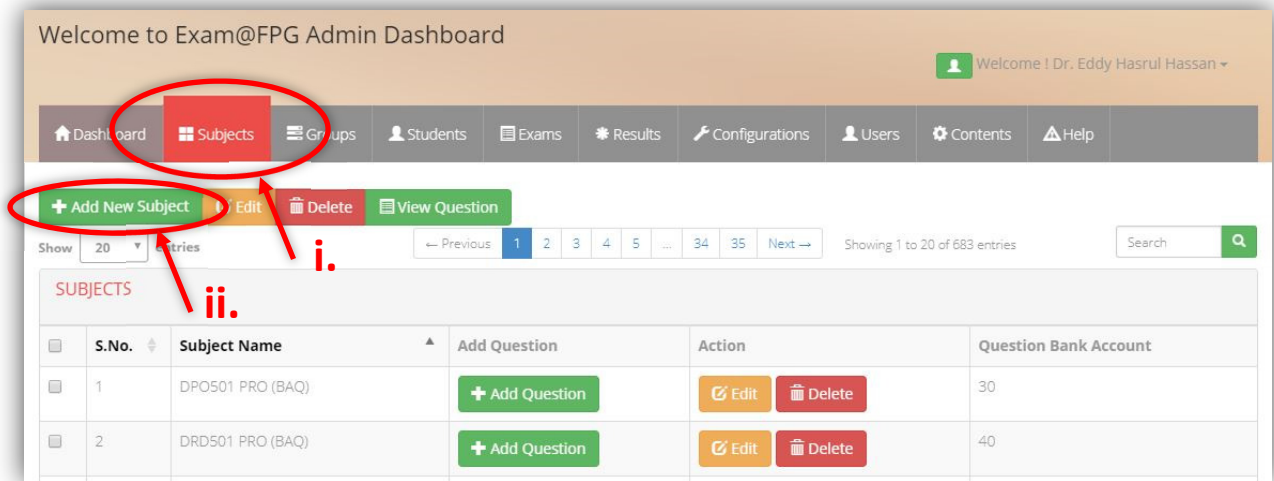 Welcome to Exam@FPG Admin Dashboard
Welcome ! Dr. Eddy Hasrul Hassan
Dashboard Subjects Groups Students Exams Results Configurations Users Contents Help
Add New Subject Edit Delete View Question
Show 20 entries ← Previous 1 2 3 4 5 ... 34 35 Next → Showing 1 to 20 of 683 entries Search
i.
SUBJECTS
ii.
S.No. Subject Name Add Question Action Question Bank Account
1 DPO501 PRO (BAQ) Add Question Edit Delete 30
2 DRD501 PRO (BAQ) Add Question Edit Delete 40